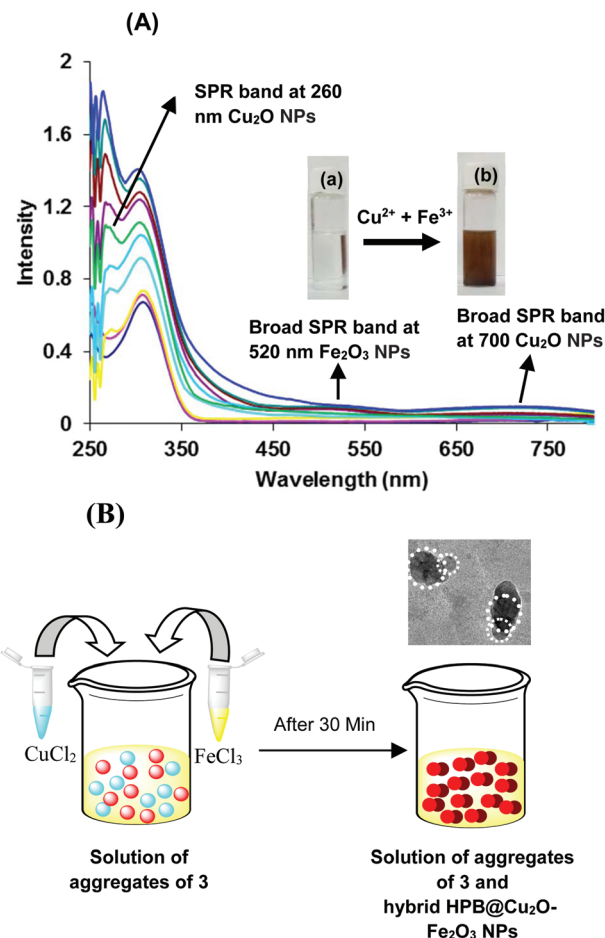 (A)
2
1.6
1.2
0.8
0.4
0
Intensity
SPR band at 260
nm Cu₂O NPs
(a)
Cu²⁺ + Fe³⁺
(b)
Broad SPR band at
520 nm Fe₂O₃ NPs
Broad SPR band
at 700 Cu₂O NPs
250 350 450 550 650 750
Wavelength (nm)
(B)
CuCl₂
FeCl₃
After 30 Min
Solution of
aggregates of 3
Solution of aggregates
of 3 and
hybrid HPB@Cu₂O-
Fe₂O₃ NPs